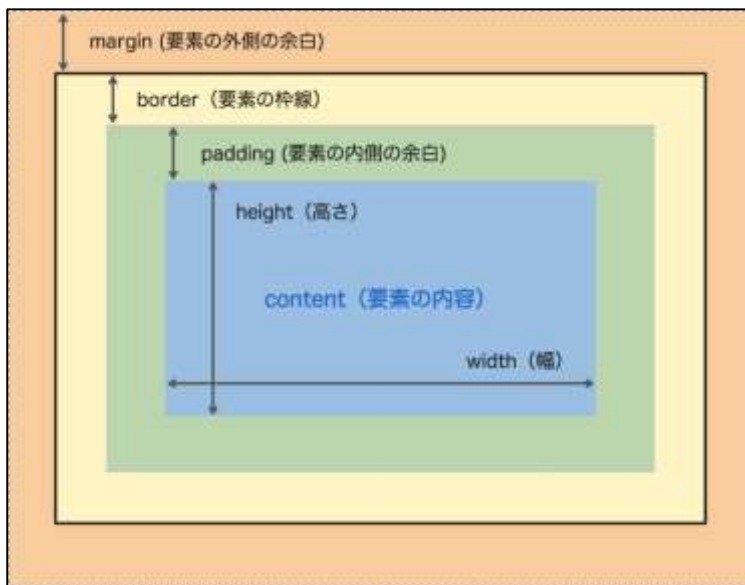 margin (要素の外側の余白)
border（要素の枠線）
padding (要素の内側の余白)
height（高さ）
content（要素の内容）
width（幅）